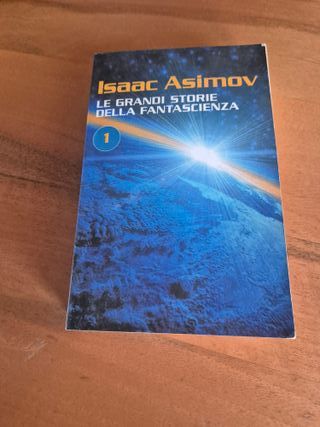 Isaac Asimov
LE GRANDI STORIE
DELLA FANTASCIENZA
1